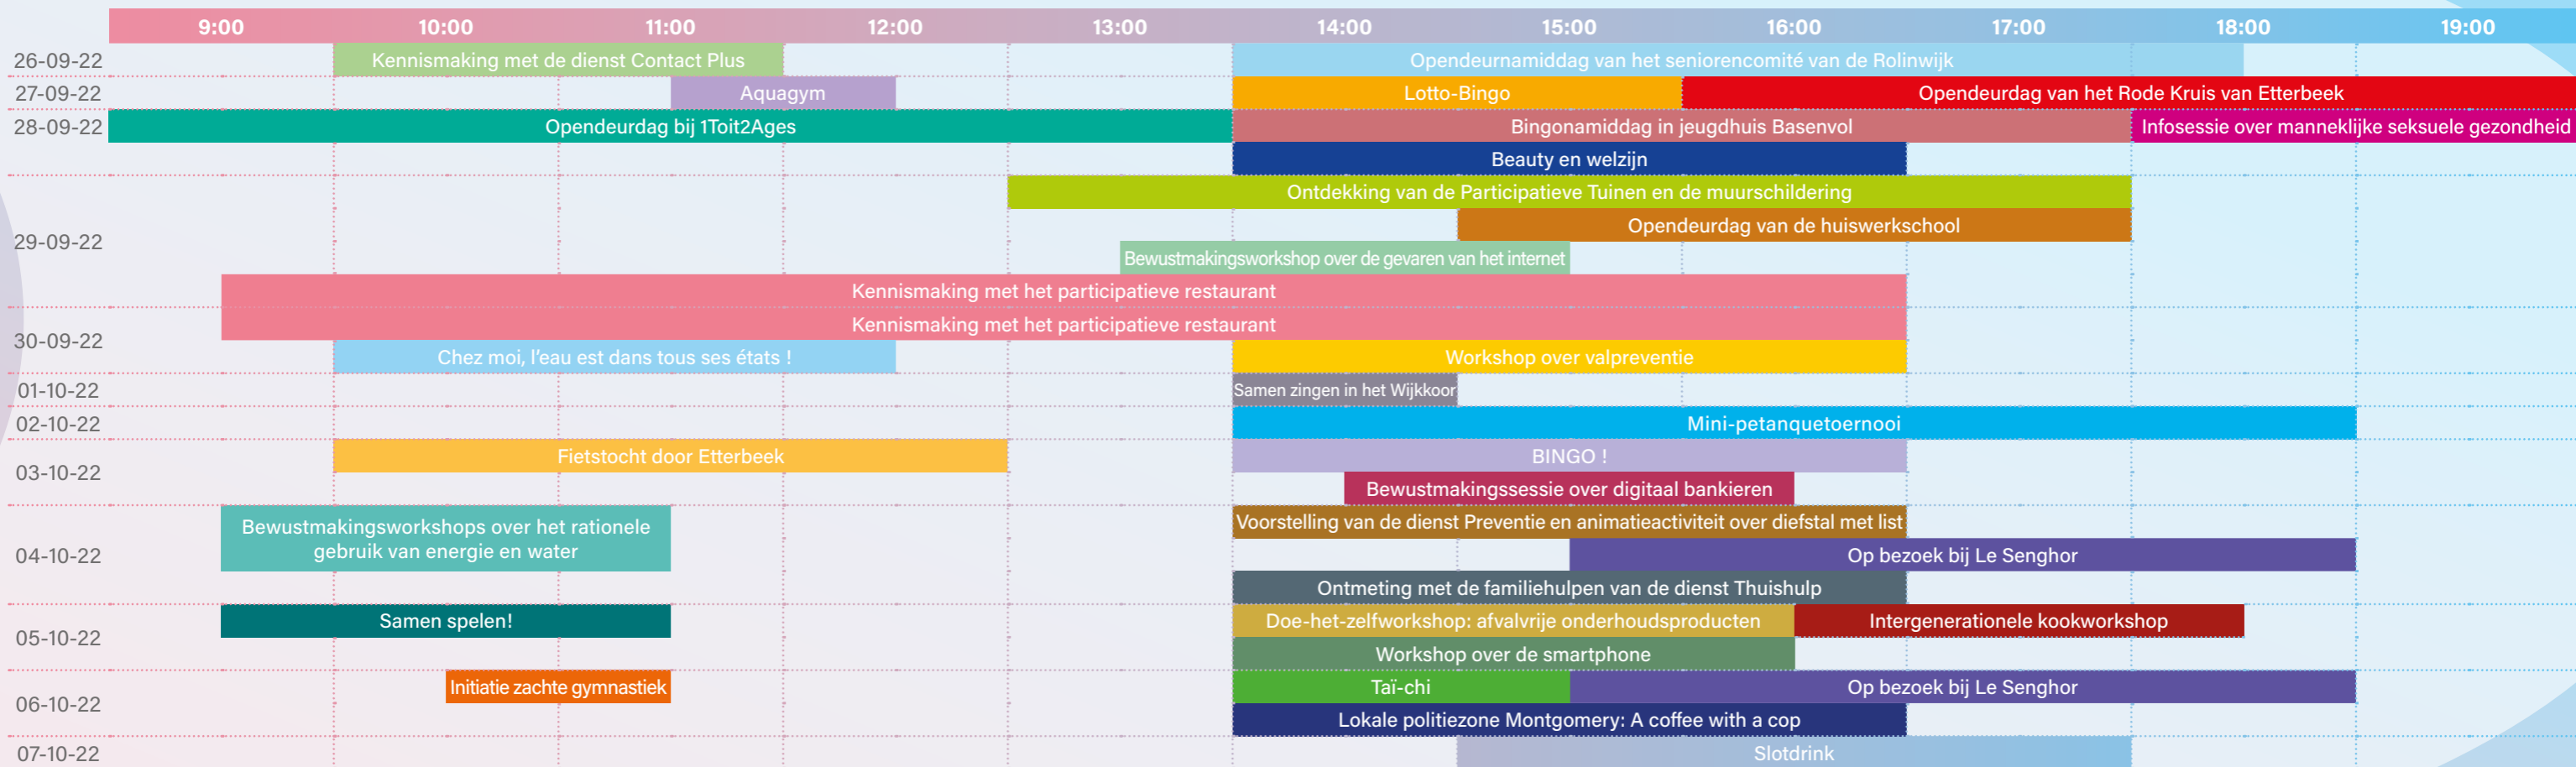 9:00 10:00 11:00 12:00 13:00 14:00 15:00 16:00 17:00 18:00 19:00
26-09-22 Kennismaking met de dienst Contact Plus Opendeurnamiddag van het seniorencomité van de Rolinwijk
27-09-22 Aquagym Lotto-Bingo Opendeurdag van het Rode Kruis van Etterbeek
28-09-22 Opendeurdag bij 1Toit2Ages Bingonamiddag in jeugdhuis Basenvol Infosessie over manneklijke seksuele gezondheid
Beauty en welzijn
Ontdekking van de Participatieve Tuinen en de muurschildering
Opendeurdag van de huiswerkschool
29-09-22
Bewustmakingsworkshop over de gevaren van het internet
Kennismaking met het participatieve restaurant
Kennismaking met het participatieve restaurant
30-09-22
Chez moi, l'eau est dans tous ses états ! Workshop over valpreventie
01-10-22 Samen zingen in het Wijkkoor
02-10-22 Mini-petanquetoernooi
Fietstocht door Etterbeek BINGO !
03-10-22
Bewustmakingssessie over digitaal bankieren
Bewustmakingsworkshops over het rationele
gebruik van energie en water
Voorstelling van de dienst Preventie en animatieactiviteit over diefstal met list
04-10-22 Op bezoek bij Le Senghor
Ontmeting met de familiehulpen van de dienst Thuishulp
Samen spelen! Doe-het-zelfworkshop: afvalvrije onderhoudsproducten Intergenerationele kookworkshop
05-10-22
Workshop over de smartphone
Initiatie zachte gymnastiek Taï-chi Op bezoek bij Le Senghor
06-10-22
Lokale politiezone Montgomery: A coffee with a cop
07-10-22 Slotdrink